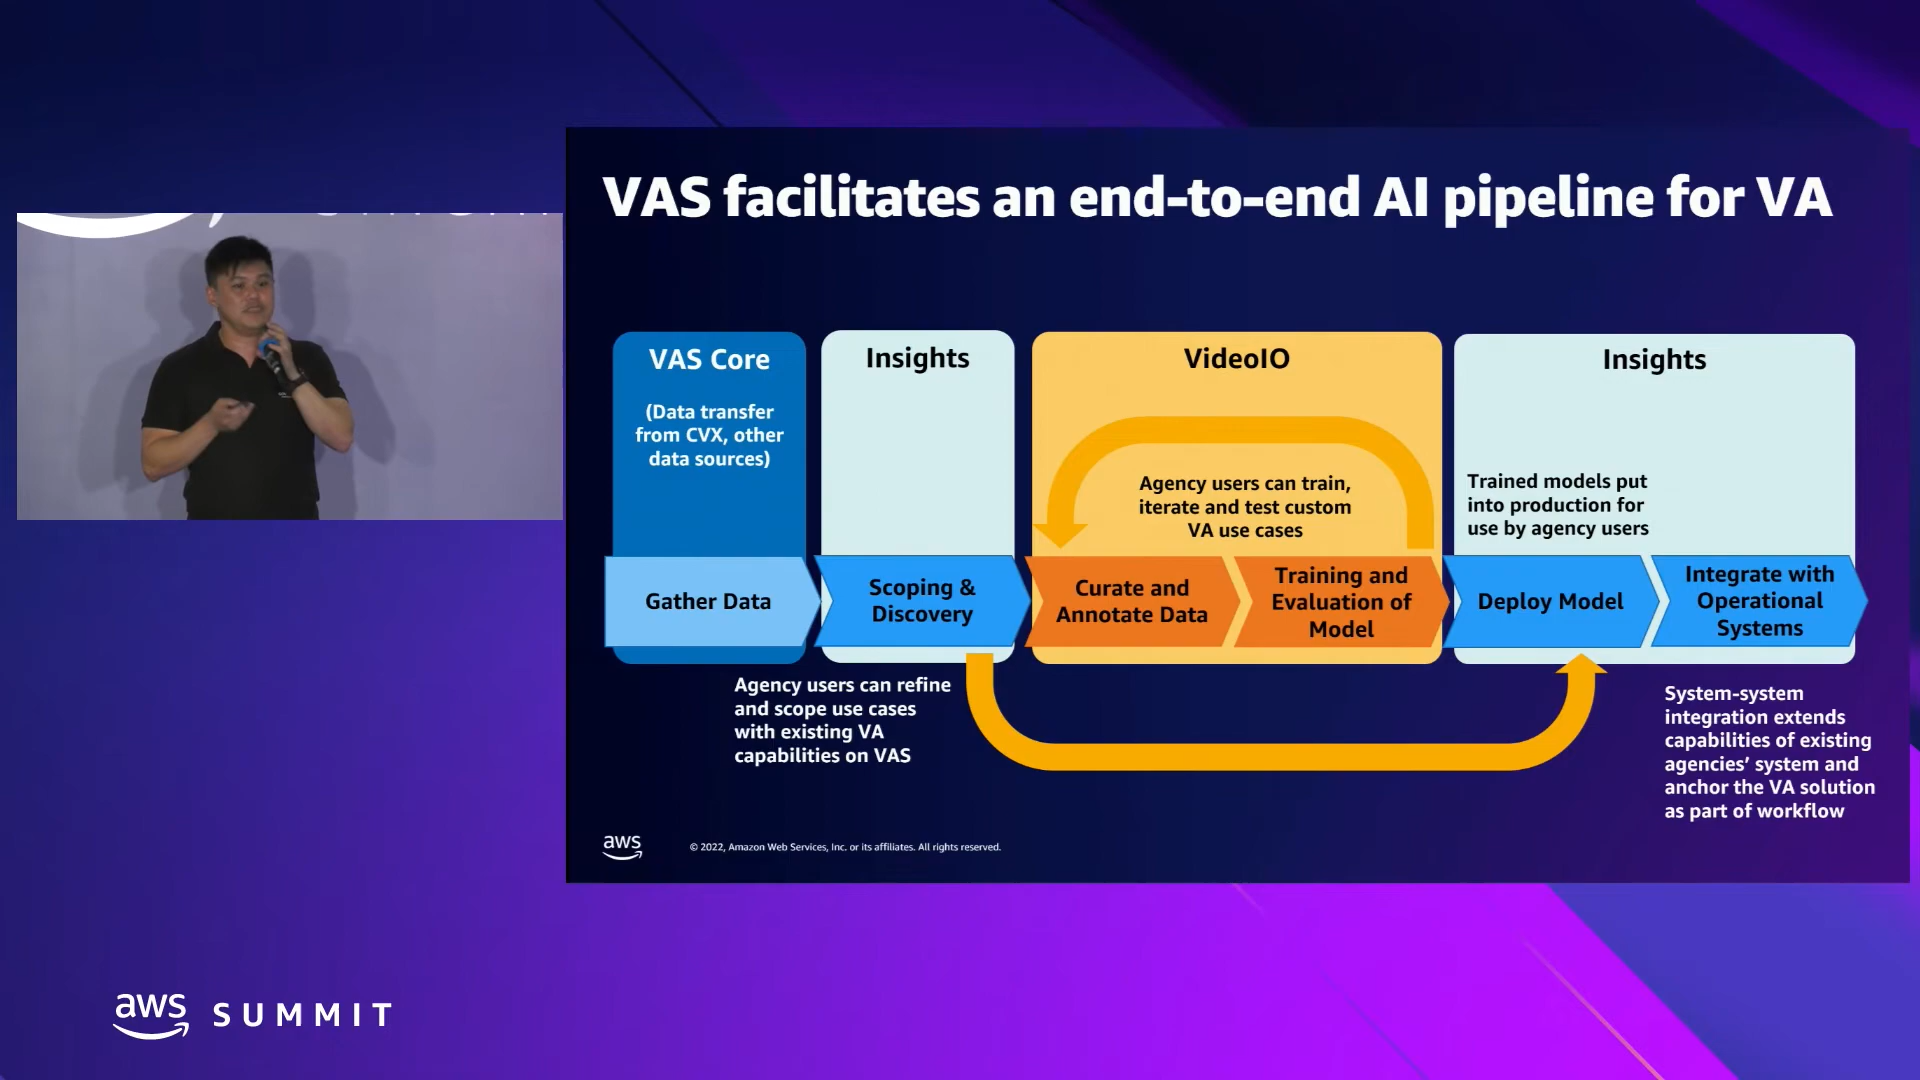 VAS facilitates an end-to-end AI pipeline for VA
VAS Core
(Data transfer
from CVX, other
data sources)
Insights
VideoIO
Agency users can train,
iterate and test custom
VA use cases
Insights
Trained models put
into production for
use by agency users
Gather Data
Scoping &
Discovery
Curate and
Annotate Data
Training and
Evaluation of
Model
Deploy Model
Integrate with
Operational
Systems
Agency users can refine
and scope use cases
with existing VA
capabilities on VAS
System-system
integration extends
capabilities of existing
agencies’ system and
anchor the VA solution
as part of workflow
aws
© 2022, Amazon Web Services, Inc. or its affiliates. All rights reserved.
aws SUMMIT